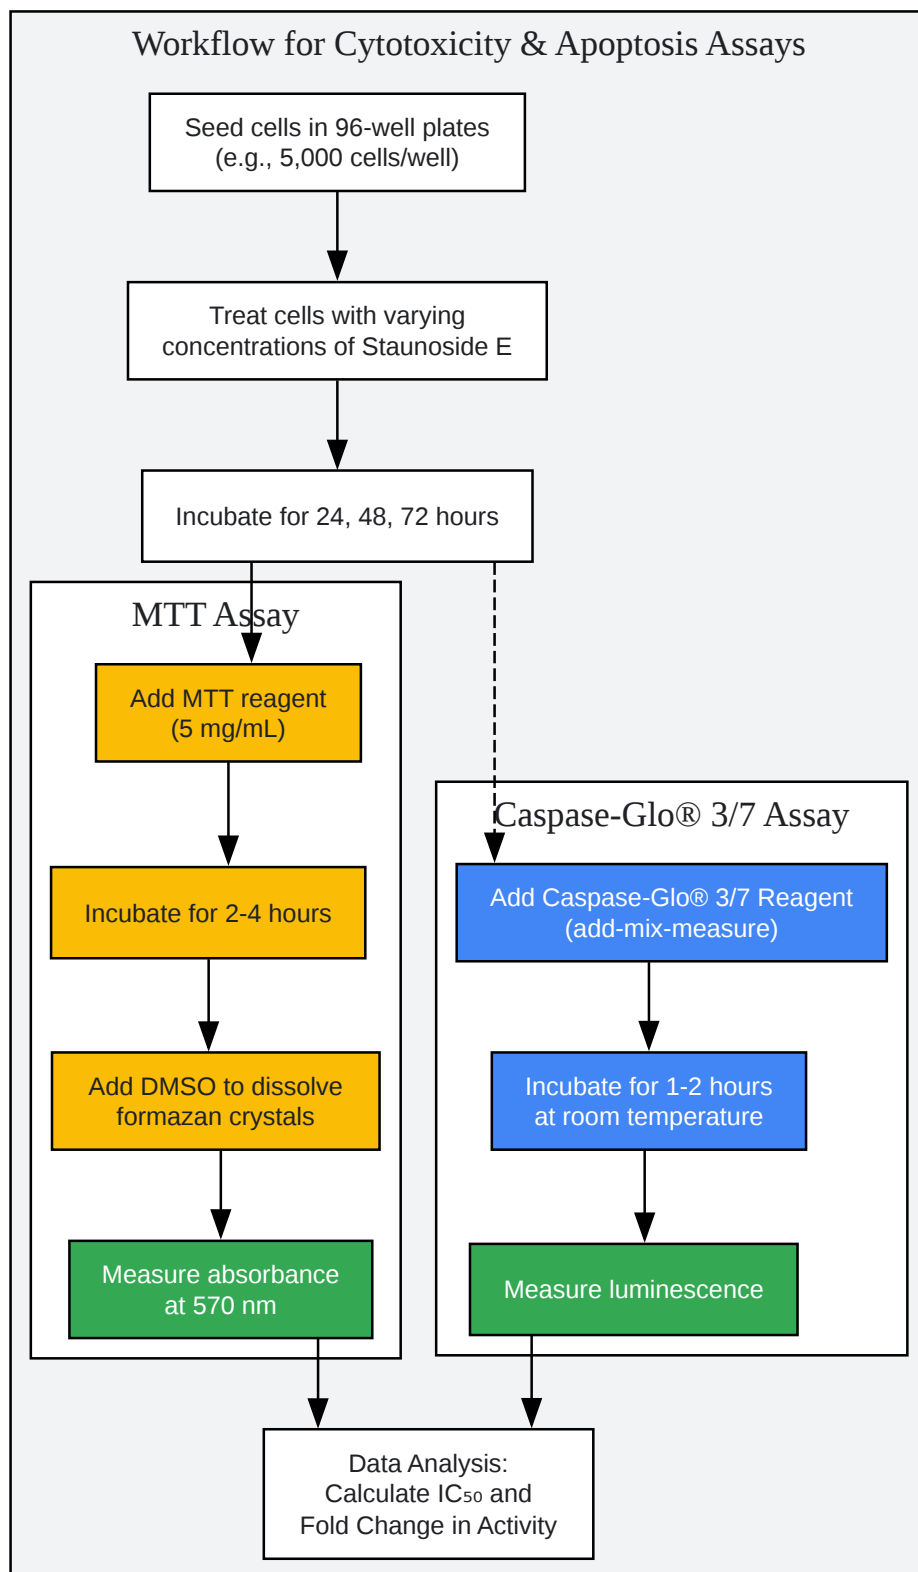 Workflow for Cytotoxicity & Apoptosis Assays
Seed cells in 96-well plates
(e.g., 5,000 cells/well)
Treat cells with varying
concentrations of Staunoside E
Incubate for 24, 48, 72 hours
MTT Assay
Add MTT reagent
(5 mg/mL)
Incubate for 2-4 hours
Add DMSO to dissolve
formazan crystals
Measure absorbance
at 570 nm
Caspase-Glo® 3/7 Assay
Add Caspase-Glo® 3/7 Reagent
(add-mix-measure)
Incubate for 1-2 hours
at room temperature
Measure luminescence
Data Analysis:
Calculate IC₅₀ and
Fold Change in Activity